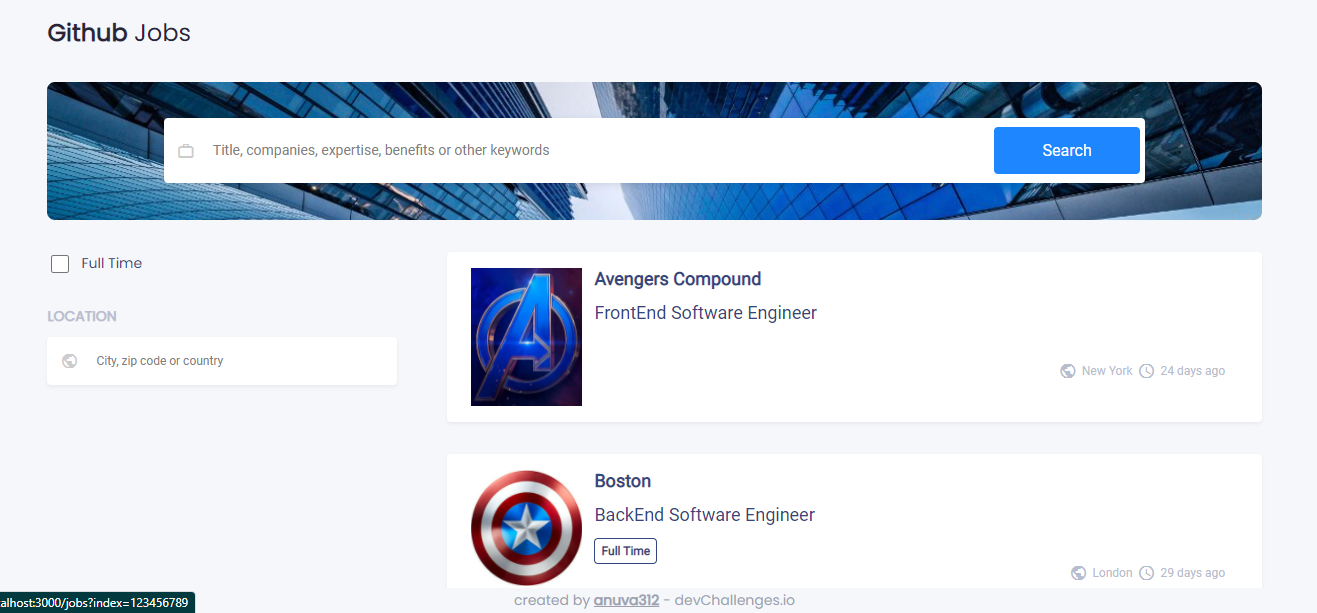 Github Jobs
Title, companies, expertise, benefits or other keywords
Search
Full Time
LOCATION
City, zip code or country
Avengers Compound
FrontEnd Software Engineer
New York 24 days ago
Boston
BackEnd Software Engineer
Full Time
London 29 days ago
created by anuva312 - devChallenges.io
alhost:3000/jobs?index=123456789